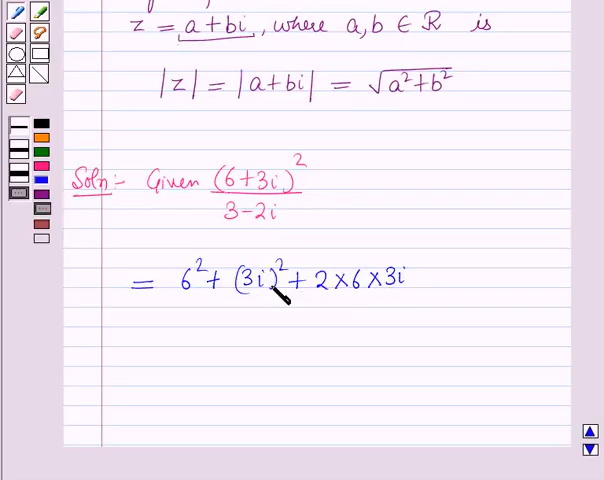 z = a+bi, where a,b ∈ ℝ is
|z| = |a+bi| = √a²+b²
Soln:- Given (6+3i)²
3-2i
= 6² + (3i)² + 2×6×3i